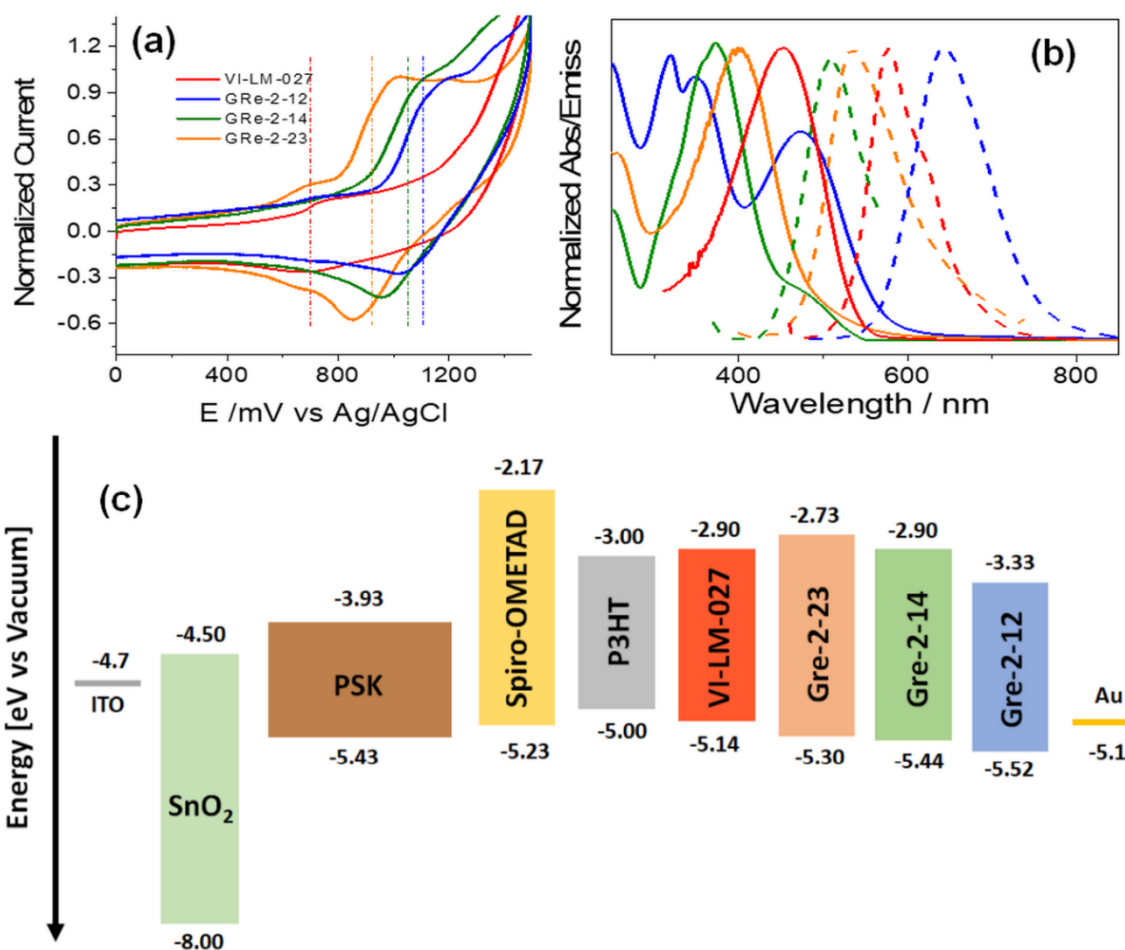 (a)
VI-LM-027
GRe-2-12
GRe-2-14
GRe-2-23
Normalized Current
1.2
0.9
0.6
0.3
0.0
-0.3
-0.6
0 400 800 1200
E /mV vs Ag/AgCl
(b)
Normalized Abs/Emiss
400 600 800
Wavelength / nm
(c)
Energy [eV vs Vacuum]
-4.7
ITO
-4.50
SnO₂
-8.00
-3.93
PSK
-5.43
-2.17
Spiro-OMETAD
-5.23
-3.00
P3HT
-5.00
-2.90
VI-LM-027
-5.14
-2.73
Gre-2-23
-5.30
-2.90
Gre-2-14
-5.44
-3.33
Gre-2-12
-5.52
Au
-5.1